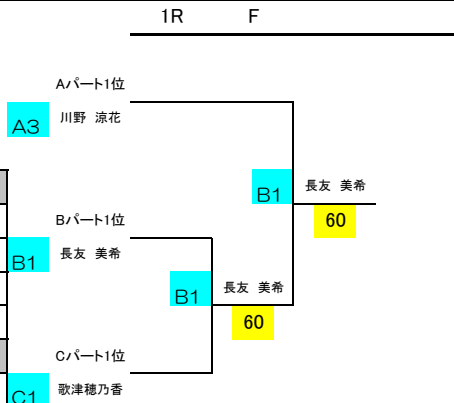 1R F
Aパート1位
A3 川野 涼花
B1 長友 美希
60
Bパート1位
B1 長友 美希
B1 長友 美希
60
Cパート1位
C1 歌津穂乃香